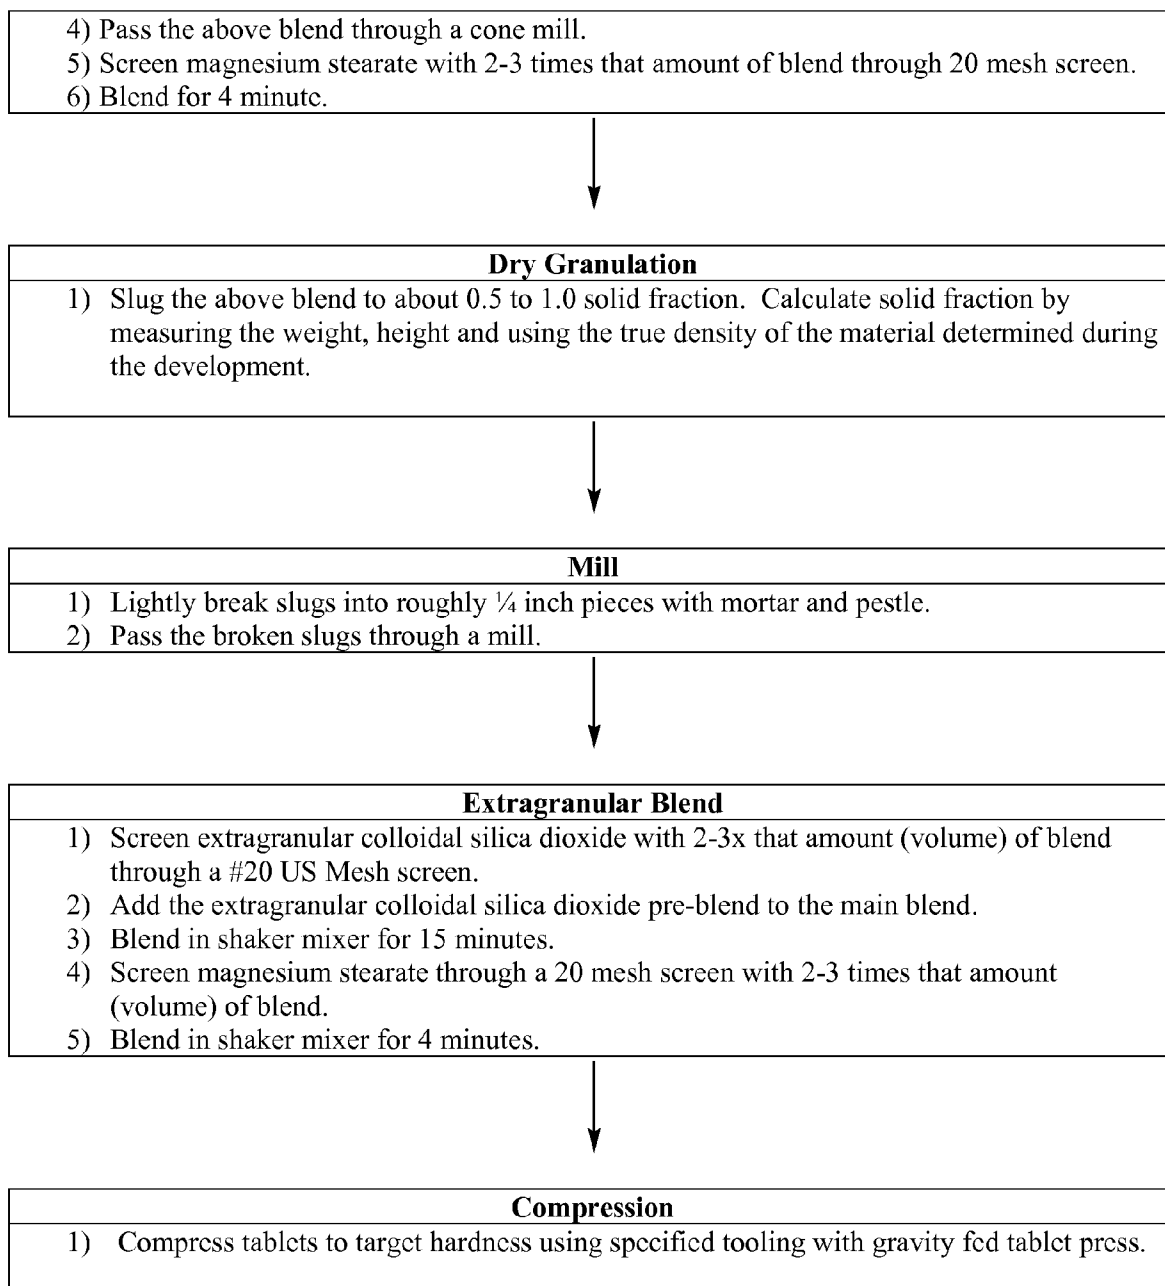 4) Pass the above blend through a cone mill.
5) Screen magnesium stearate with 2-3 times that amount of blend through 20 mesh screen.
6) Blend for 4 minute.
Dry Granulation
1) Slug the above blend to about 0.5 to 1.0 solid fraction. Calculate solid fraction by
measuring the weight, height and using the true density of the material determined during
the development.
Mill
1) Lightly break slugs into roughly ¼ inch pieces with mortar and pestle.
2) Pass the broken slugs through a mill.
Extragranular Blend
1) Screen extragranular colloidal silica dioxide with 2-3x that amount (volume) of blend
through a #20 US Mesh screen.
2) Add the extragranular colloidal silica dioxide pre-blend to the main blend.
3) Blend in shaker mixer for 15 minutes.
4) Screen magnesium stearate through a 20 mesh screen with 2-3 times that amount
(volume) of blend.
5) Blend in shaker mixer for 4 minutes.
Compression
1) Compress tablets to target hardness using specified tooling with gravity fed tablet press.